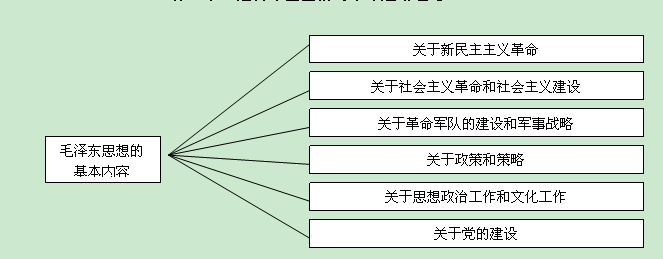 关于新民主主义革命
关于社会主义革命和社会主义建设
关于革命军队的建设和军事战略
毛泽东思想的
基本内容
关于政策和策略
关于思想政治工作和文化工作
关于党的建设